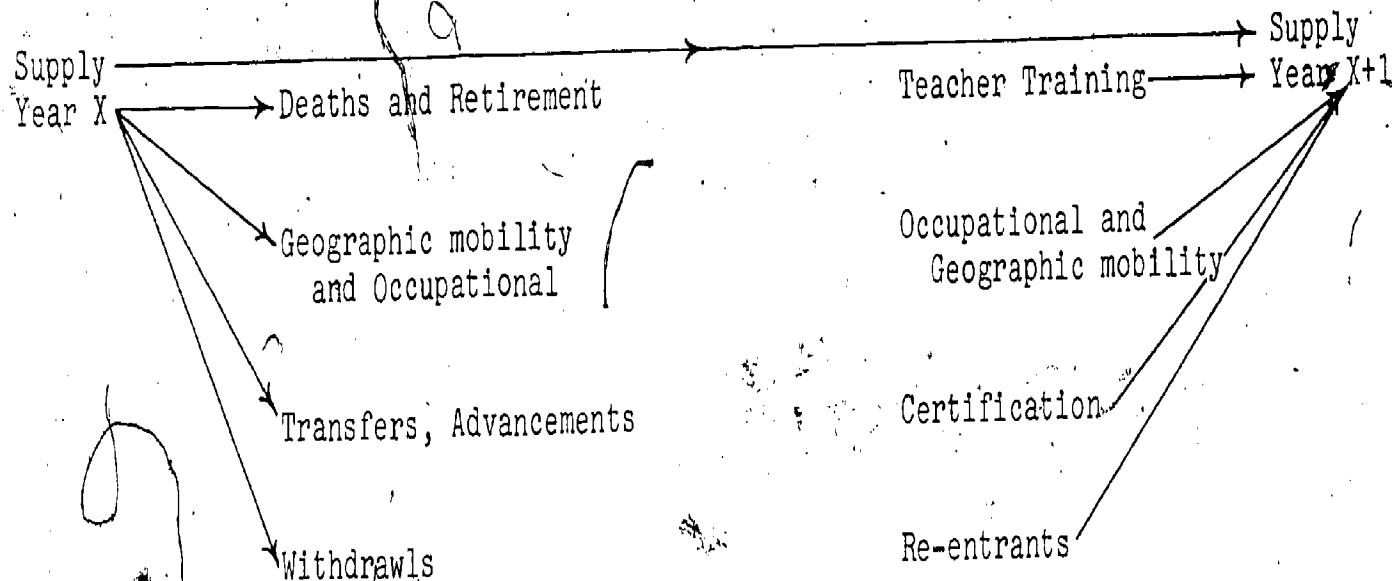 Supply
Year X
Deaths and Retirement
Geographic mobility
and Occupational
Transfers, Advancements
Withdrawls
Teacher Training
Occupational and
Geographic mobility
Certification
Re-entrants
Supply
Year X+1